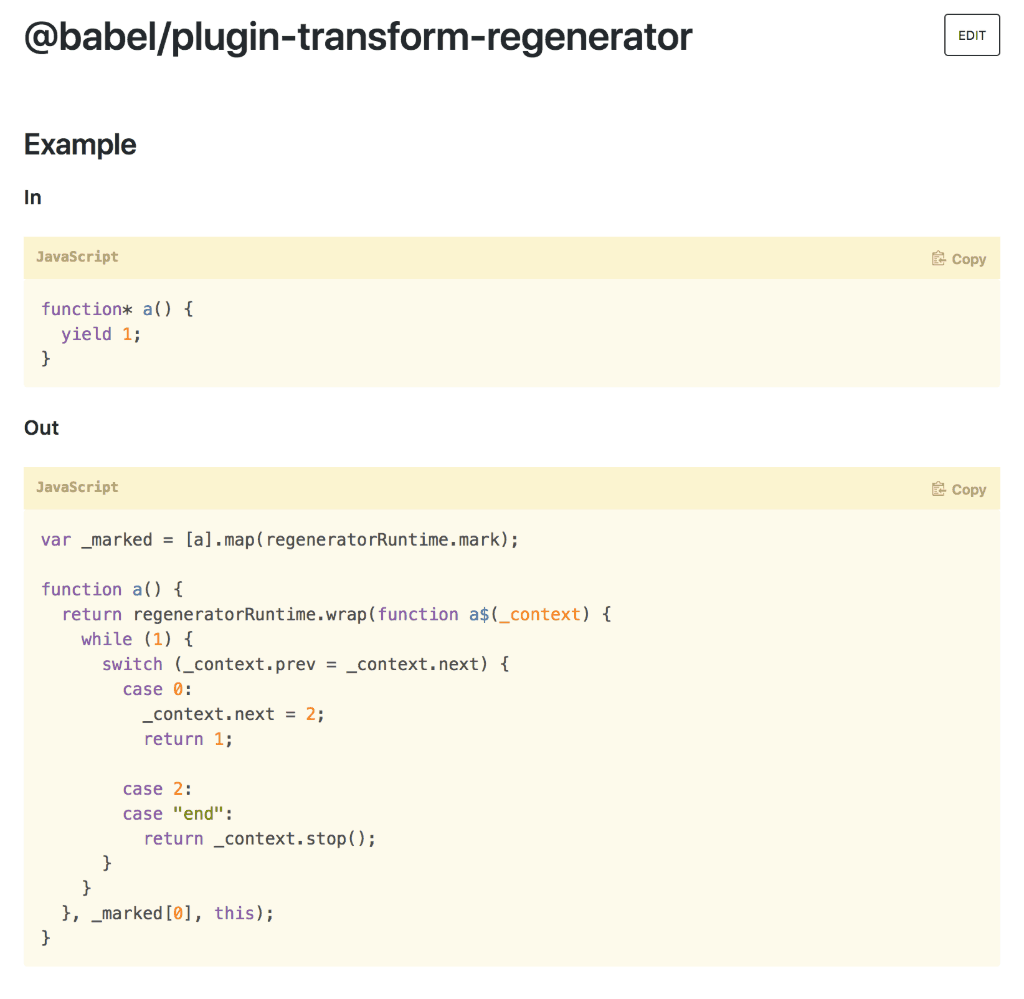 @babel/plugin-transform-regenerator
EDIT
Example
In
JavaScript
Copy
function* a() {
  yield 1;
}
Out
JavaScript
Copy
var _marked = [a].map(regeneratorRuntime.mark);

function a() {
  return regeneratorRuntime.wrap(function a$(_context) {
    while (1) {
      switch (_context.prev = _context.next) {
        case 0:
          _context.next = 2;
          return 1;

        case 2:
        case "end":
          return _context.stop();
      }
    }
  }, _marked[0], this);
}